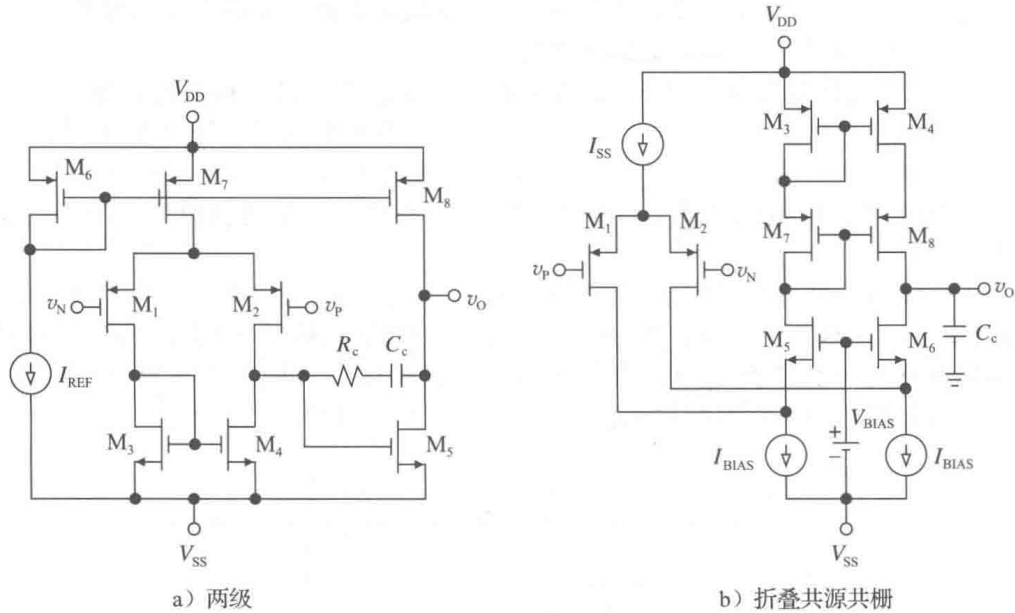 V_DD
M_6
M_7
M_8
v_N
M_1
M_2
v_P
v_O
R_c
C_c
I_REF
M_3
M_4
M_5
V_SS
a）两级
V_DD
M_3
M_4
I_SS
M_1
M_2
M_7
M_8
v_P
v_N
v_O
M_5
M_6
C_c
V_BIAS
+
−
I_BIAS
I_BIAS
V_SS
b）折叠共源共栅